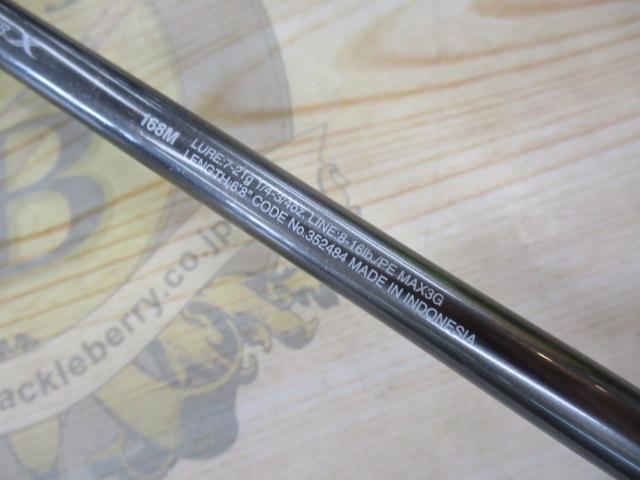 168M
LURE:7-21g 1/4-3/4oz. LINE:8-16lb./PE MAX3G
LENGTH:6'8" CODE No.352484 MADE IN INDONESIA
B
ackleberry.co.jp